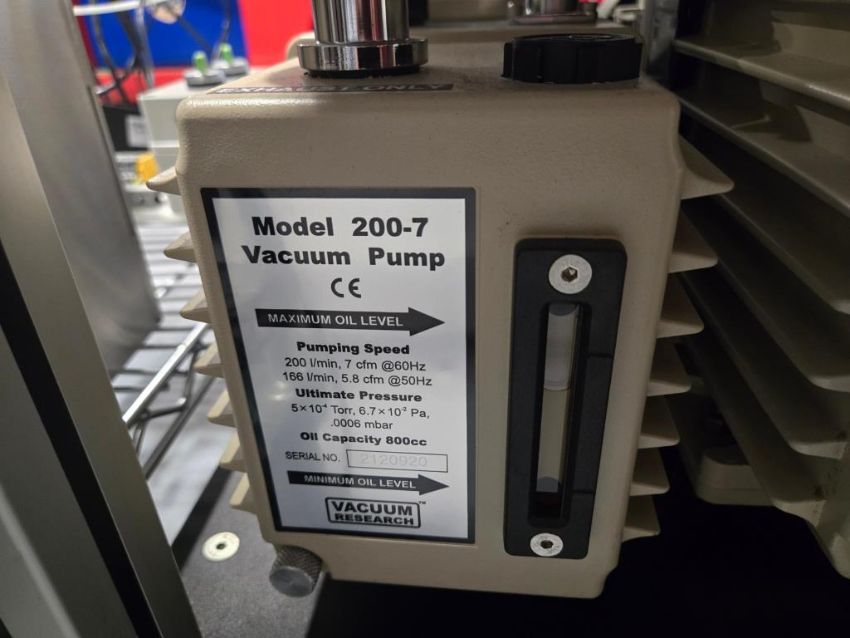 EXHAUST ONLY
Model 200-7
Vacuum Pump
CE
MAXIMUM OIL LEVEL
Pumping Speed
200 l/min, 7 cfm @60Hz
166 l/min, 5.8 cfm @50Hz
Ultimate Pressure
5×10⁻⁴ Torr, 6.7×10⁻² Pa,
.0006 mbar
Oil Capacity 800cc
SERIAL NO. 2120920
MINIMUM OIL LEVEL
VACUUM™
RESEARCH